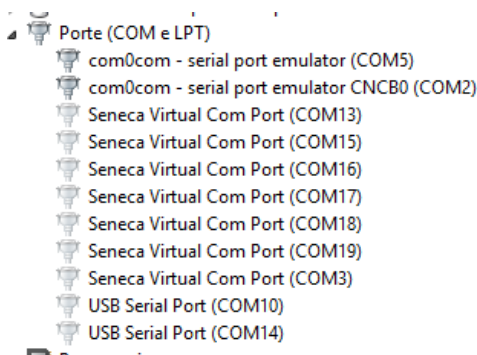 Porte (COM e LPT)
com0com - serial port emulator (COM5)
com0com - serial port emulator CNCB0 (COM2)
Seneca Virtual Com Port (COM13)
Seneca Virtual Com Port (COM15)
Seneca Virtual Com Port (COM16)
Seneca Virtual Com Port (COM17)
Seneca Virtual Com Port (COM18)
Seneca Virtual Com Port (COM19)
Seneca Virtual Com Port (COM3)
USB Serial Port (COM10)
USB Serial Port (COM14)